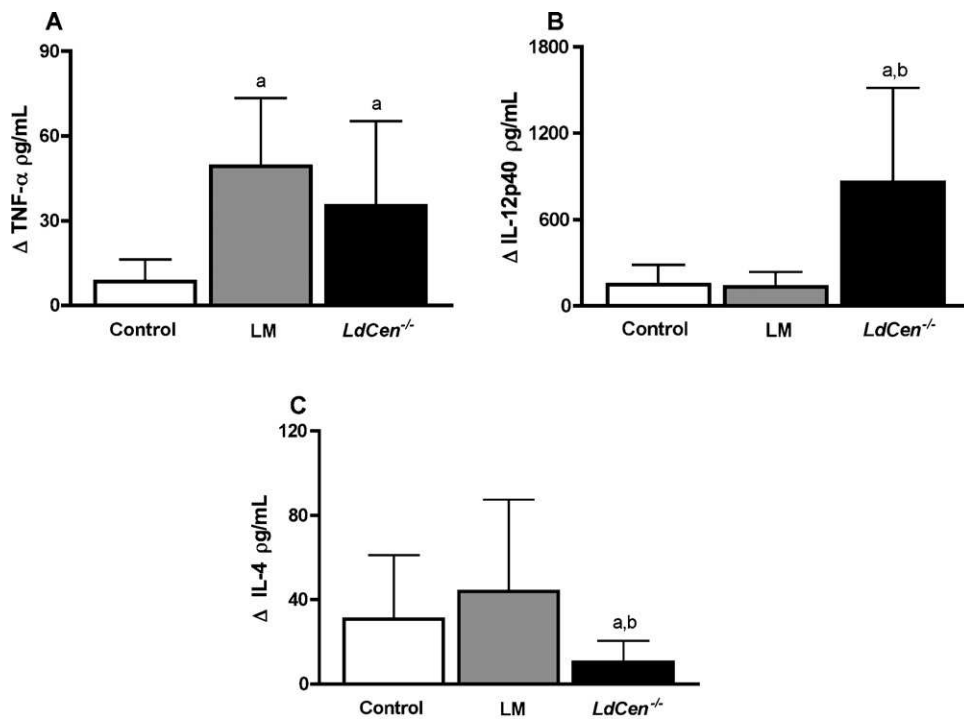 A
Δ TNF-α ρg/mL
90
60
30
0
a
a
Control LM LdCen-/-
B
Δ IL-12p40 ρg/mL
1800
1200
600
0
a,b
Control LM LdCen-/-
C
Δ IL-4 ρg/mL
120
80
40
0
a,b
Control LM LdCen-/-